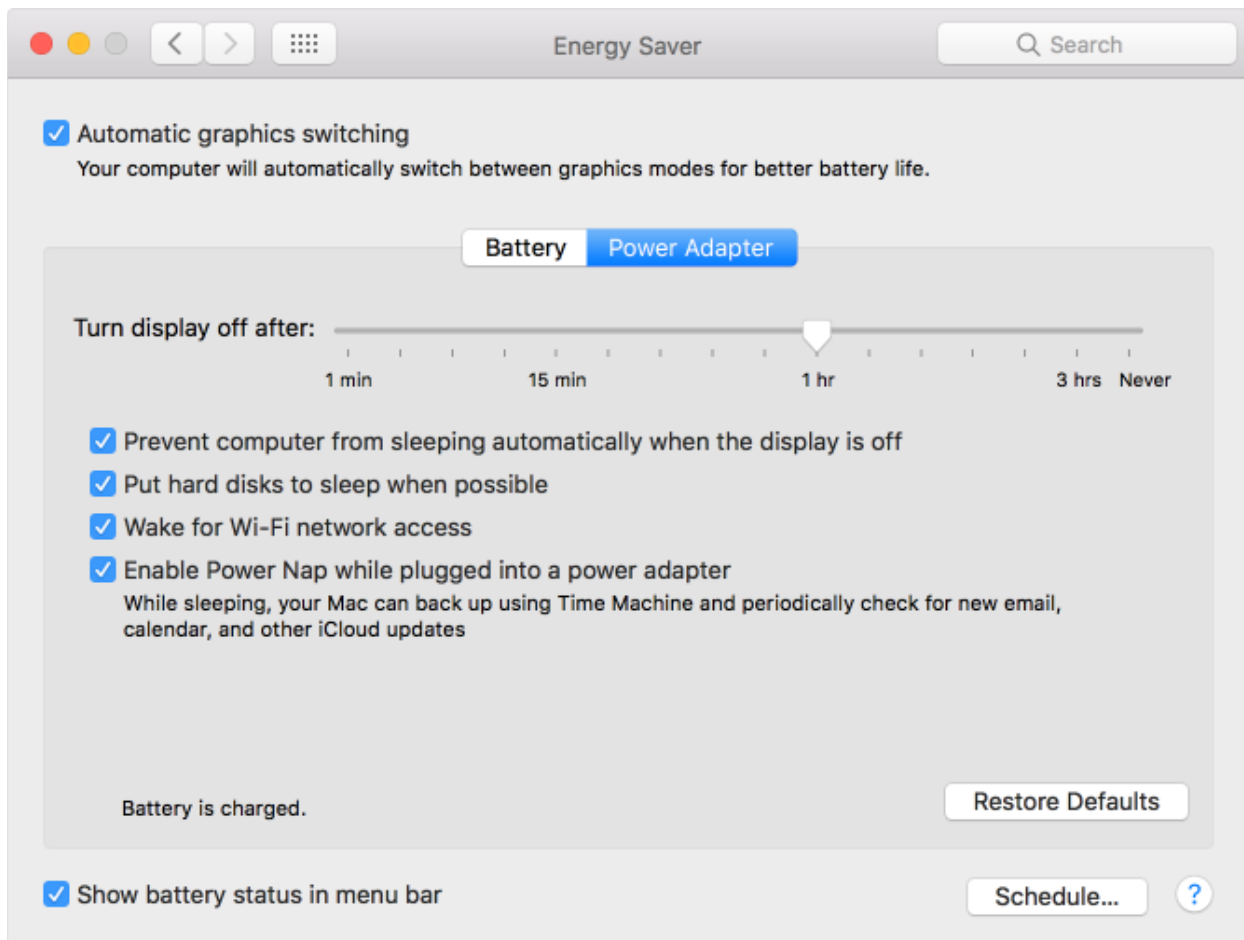 Energy Saver
Search
Automatic graphics switching
Your computer will automatically switch between graphics modes for better battery life.
Battery
Power Adapter
Turn display off after:
1 min
15 min
1 hr
3 hrs
Never
Prevent computer from sleeping automatically when the display is off
Put hard disks to sleep when possible
Wake for Wi-Fi network access
Enable Power Nap while plugged into a power adapter
While sleeping, your Mac can back up using Time Machine and periodically check for new email,
calendar, and other iCloud updates
Battery is charged.
Restore Defaults
Show battery status in menu bar
Schedule...
?